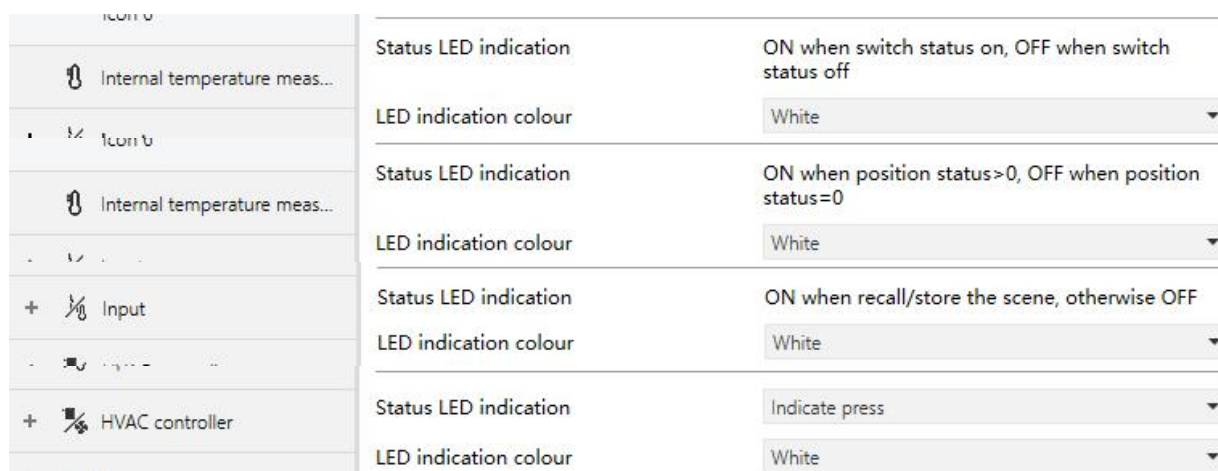 Internal temperature meas...
Internal temperature meas...
+ Input
+ HVAC controller
Status LED indication
ON when switch status on, OFF when switch
status off
LED indication colour
White
Status LED indication
ON when position status>0, OFF when position
status=0
LED indication colour
White
Status LED indication
ON when recall/store the scene, otherwise OFF
LED indication colour
White
Status LED indication
Indicate press
LED indication colour
White